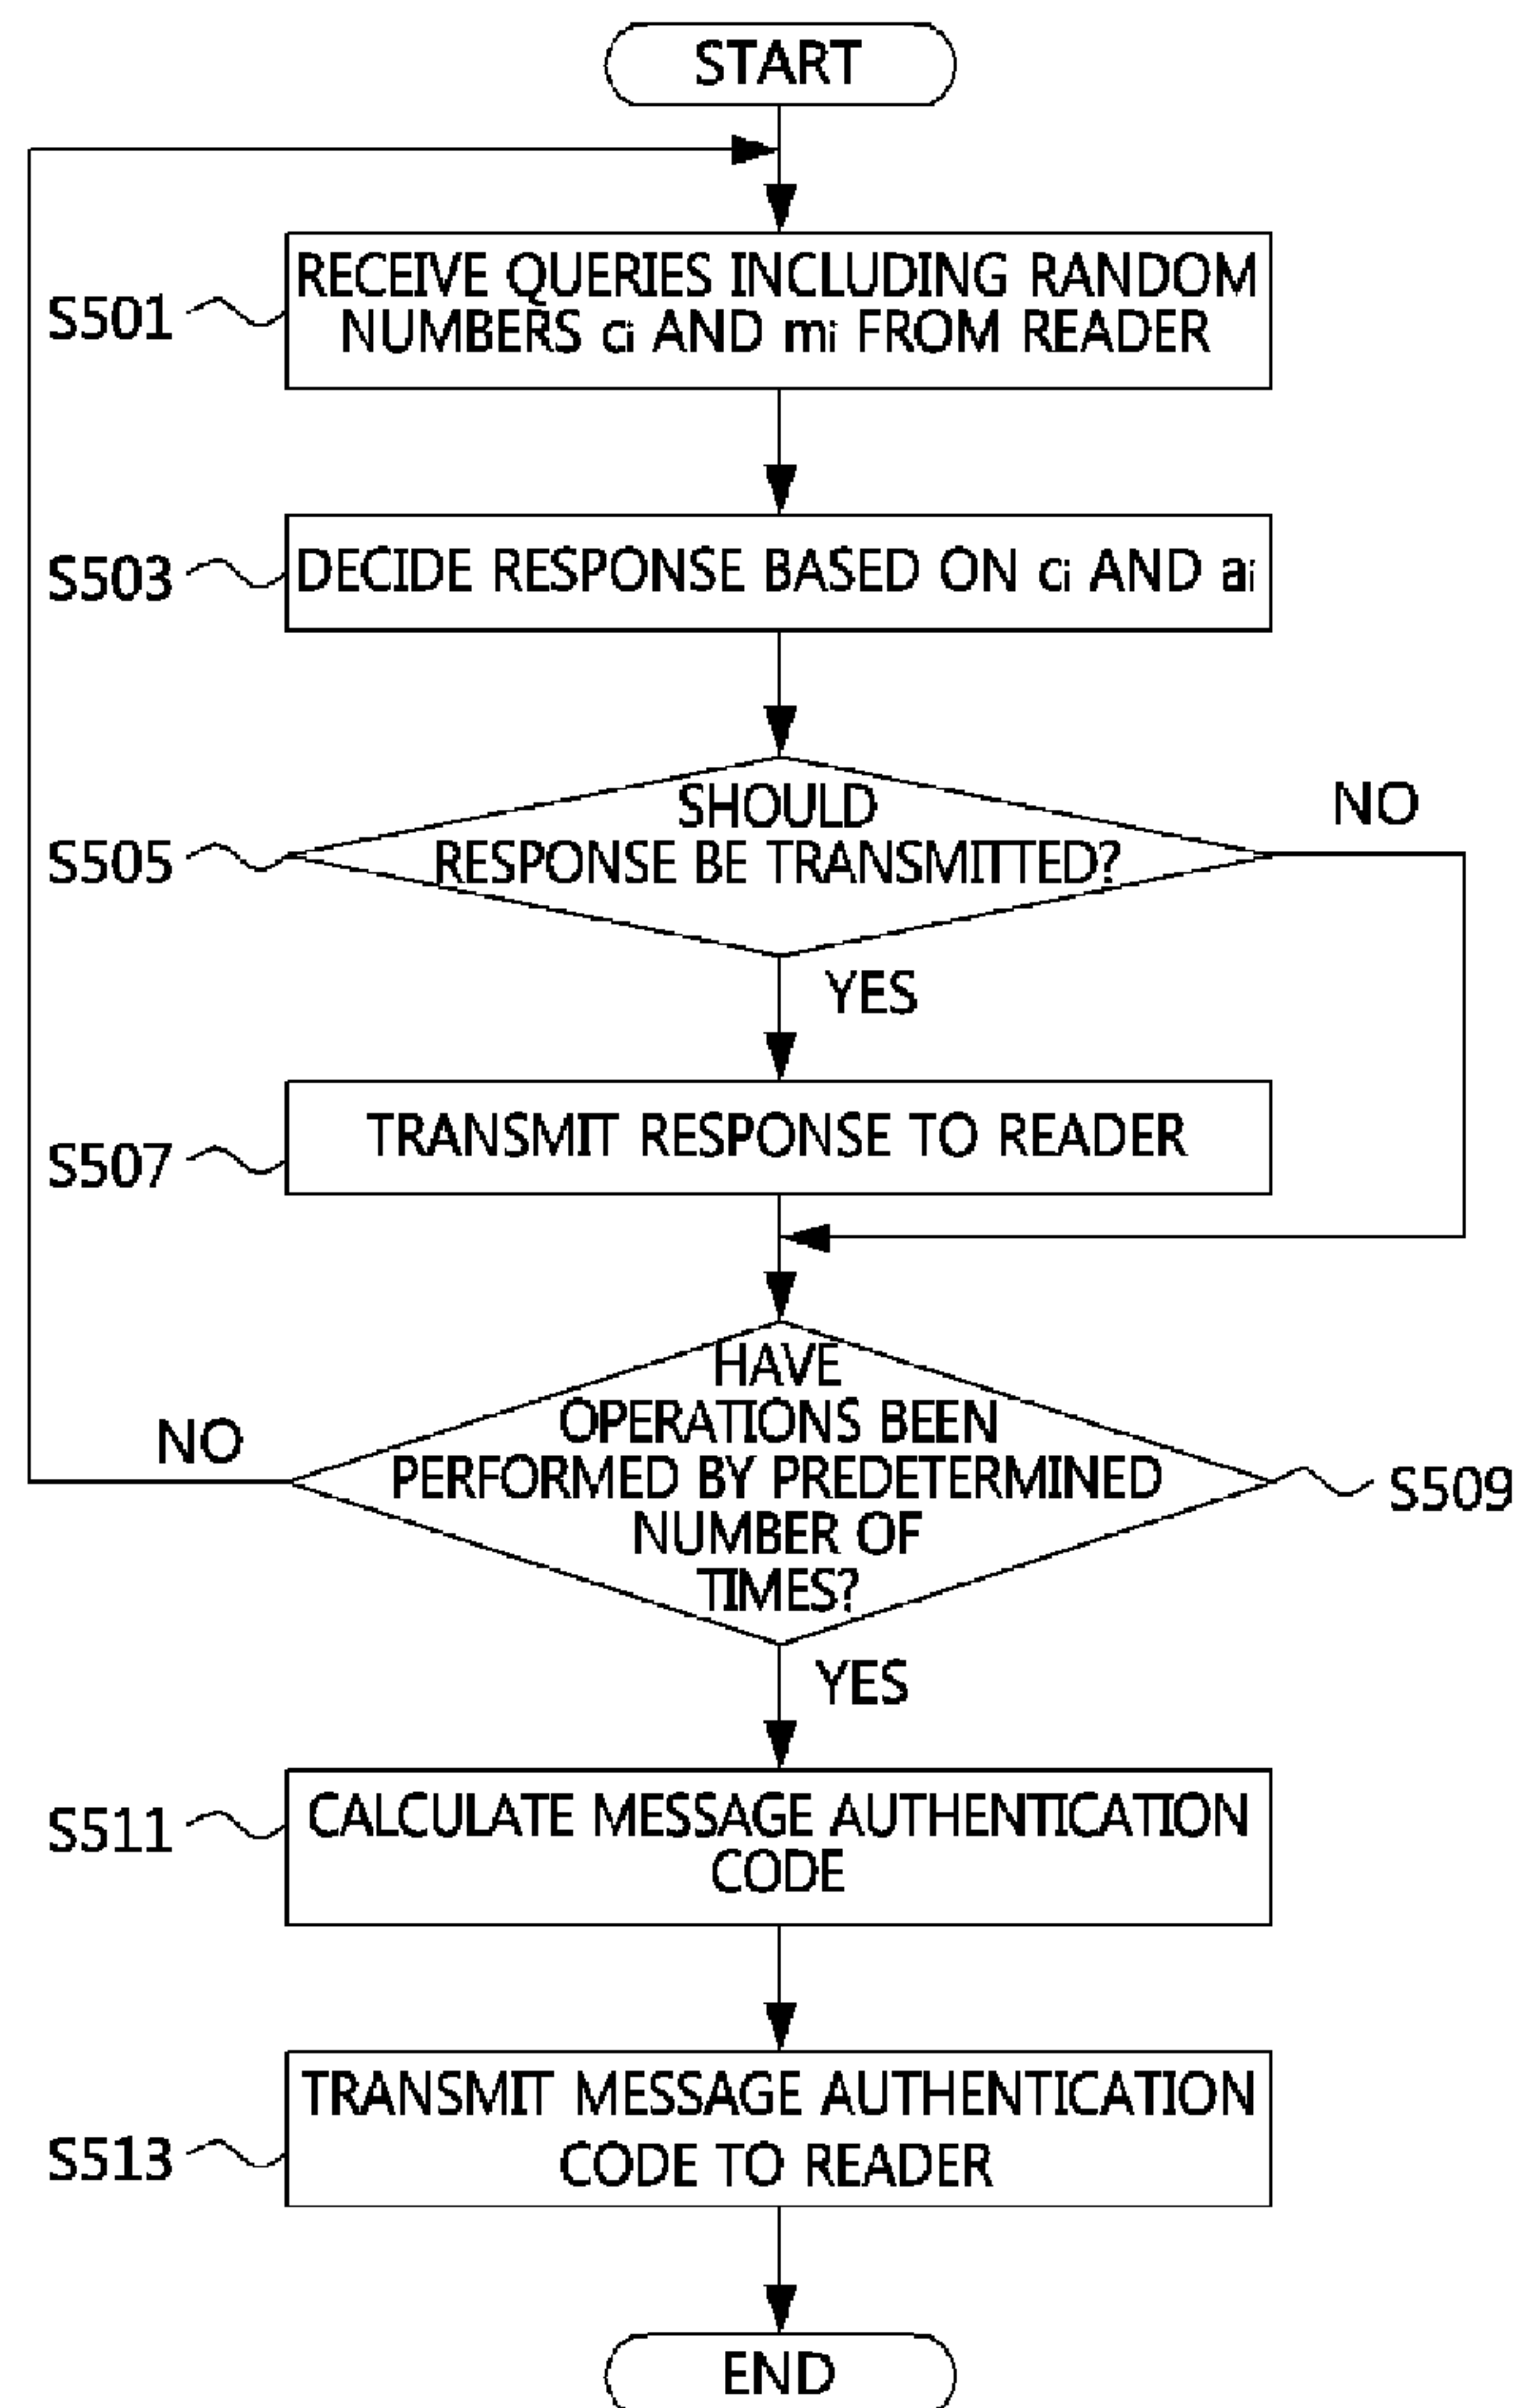 START
S501
RECEIVE QUERIES INCLUDING RANDOM
NUMBERS ci AND mi FROM READER
S503
DECIDE RESPONSE BASED ON ci AND ai
S505
SHOULD
RESPONSE BE TRANSMITTED?
NO
YES
S507
TRANSMIT RESPONSE TO READER
HAVE
OPERATIONS BEEN
PERFORMED BY PREDETERMINED
NUMBER OF
TIMES?
NO
S509
YES
S511
CALCULATE MESSAGE AUTHENTICATION
CODE
S513
TRANSMIT MESSAGE AUTHENTICATION
CODE TO READER
END